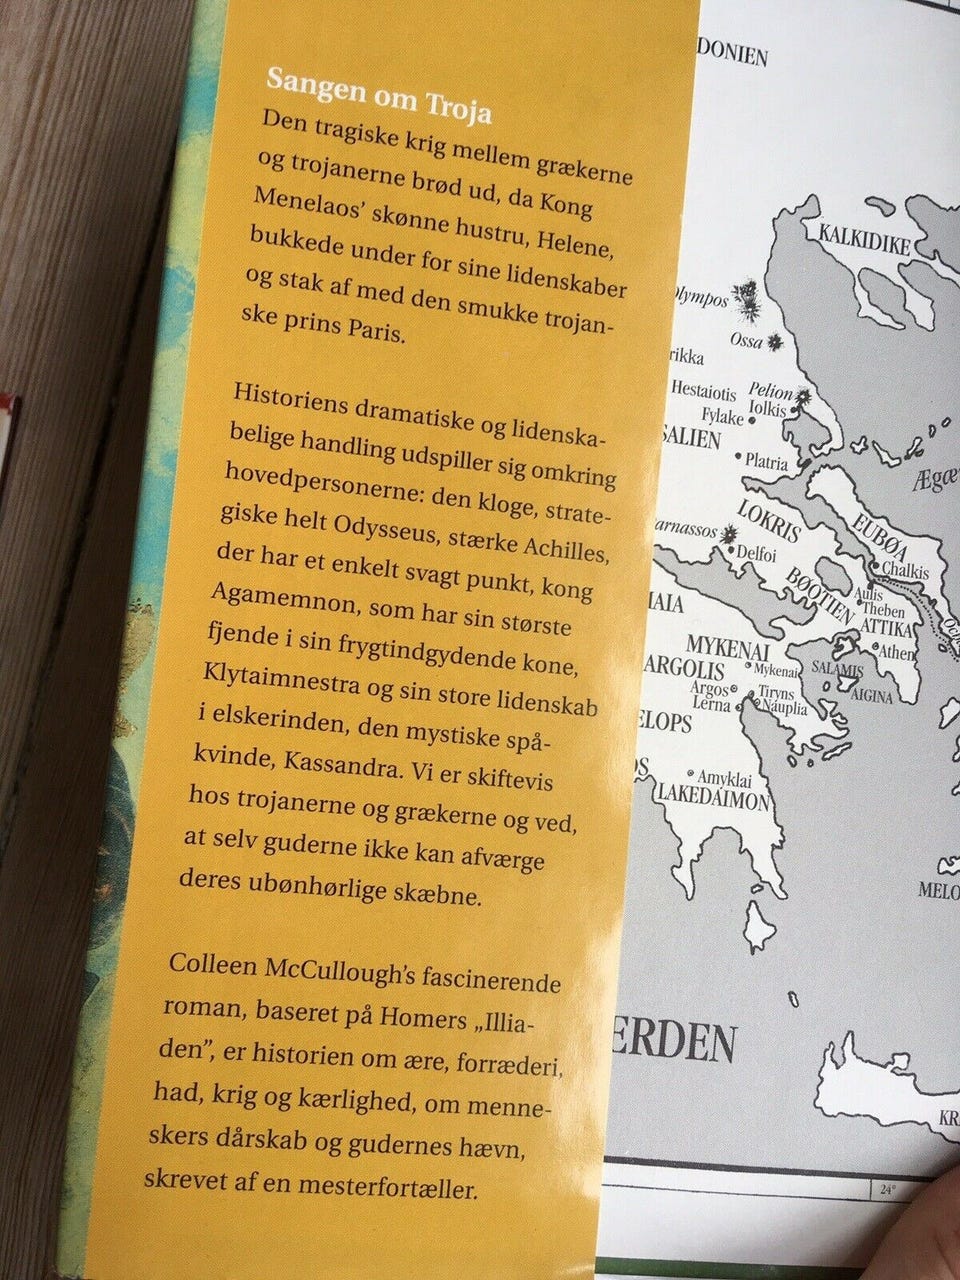 Sangen om Troja
Den tragiske krig mellem grækerne
og trojanerne brød ud, da Kong
Menelaos’ skønne hustru, Helene,
bukkede under for sine lidenskaber
og stak af med den smukke trojan-
ske prins Paris.
Historiens dramatiske og lidenska-
belige handling udspiller sig omkring
hovedpersonerne: den kloge, strate-
giske helt Odysseus, stærke Achilles,
der har et enkelt svagt punkt, kong
Agamemnon, som har sin største
fjende i sin frygtindgydende kone,
Klytaimnestra og sin store lidenskab
i elskerinden, den mystiske spå-
kvinde, Kassandra. Vi er skiftevis
hos trojanerne og grækerne og ved,
at selv guderne ikke kan afværge
deres ubønhørlige skæbne.
Colleen McCullough’s fascinerende
roman, baseret på Homers „Illia-
den”, er historien om ære, forræderi,
had, krig og kærlighed, om menne-
skers dårskab og gudernes hævn,
skrevet af en mesterfortæller.
DONIEN
KALKIDIKE
lympos
Ossa
rikka
Hestaiotis
Pelion
Iolkis
Fylake
SALIEN
Platria
Ægæ
LOKRIS
EUBØA
arnassos
Delfoi
Chalkis
BØOTIEN
Aulis
Theben
ATTIKA
IAIA
MYKENAI
Mykenai
Athen
SALAMIS
ARGOLIS
Argos
Tiryns
AIGINA
Lerna
Nauplia
ELOPS
OS
Amyklai
LAKEDAIMON
MELO
ERDEN
KR
24°